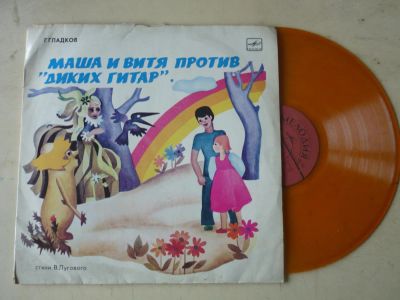 Г.ГЛАДКОВ
МАША И ВИТЯ ПРОТИВ
"ДИКИХ ГИТАР".
стихи В.Лугового